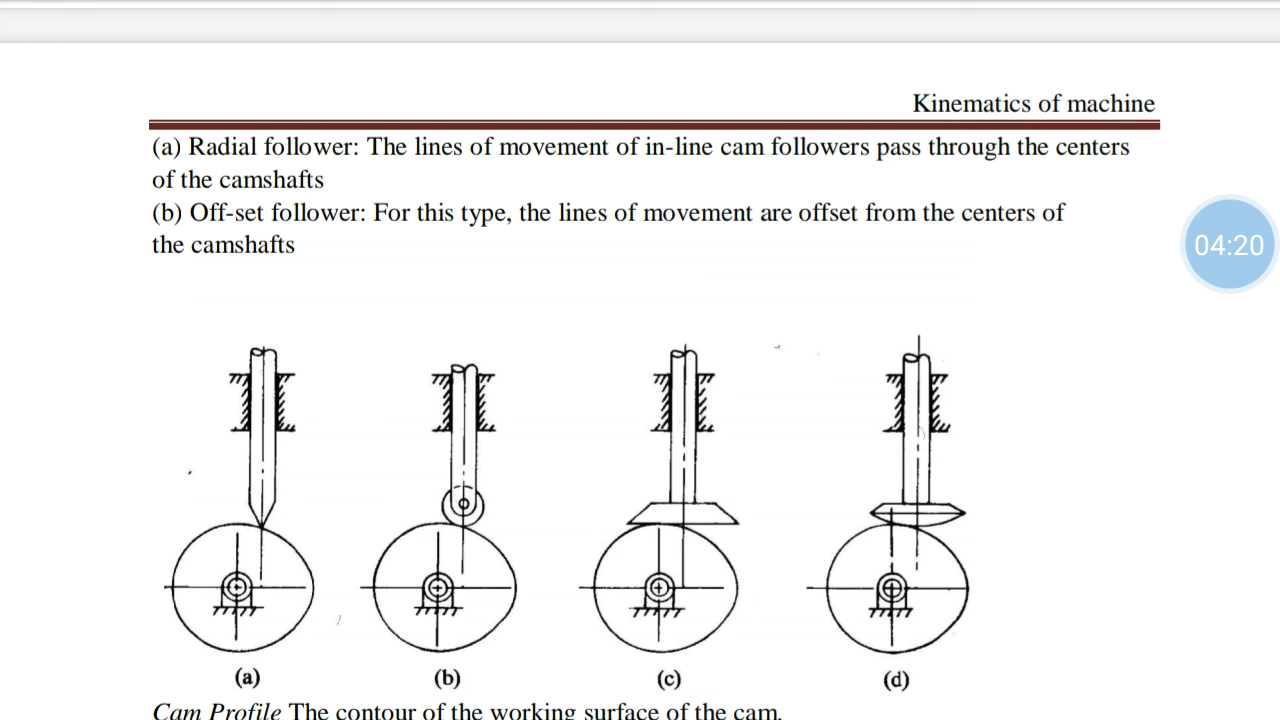 Kinematics of machine
(a) Radial follower: The lines of movement of in-line cam followers pass through the centers
of the camshafts
(b) Off-set follower: For this type, the lines of movement are offset from the centers of
the camshafts
04:20
(a) (b) (c) (d)
Cam Profile The contour of the working surface of the cam.